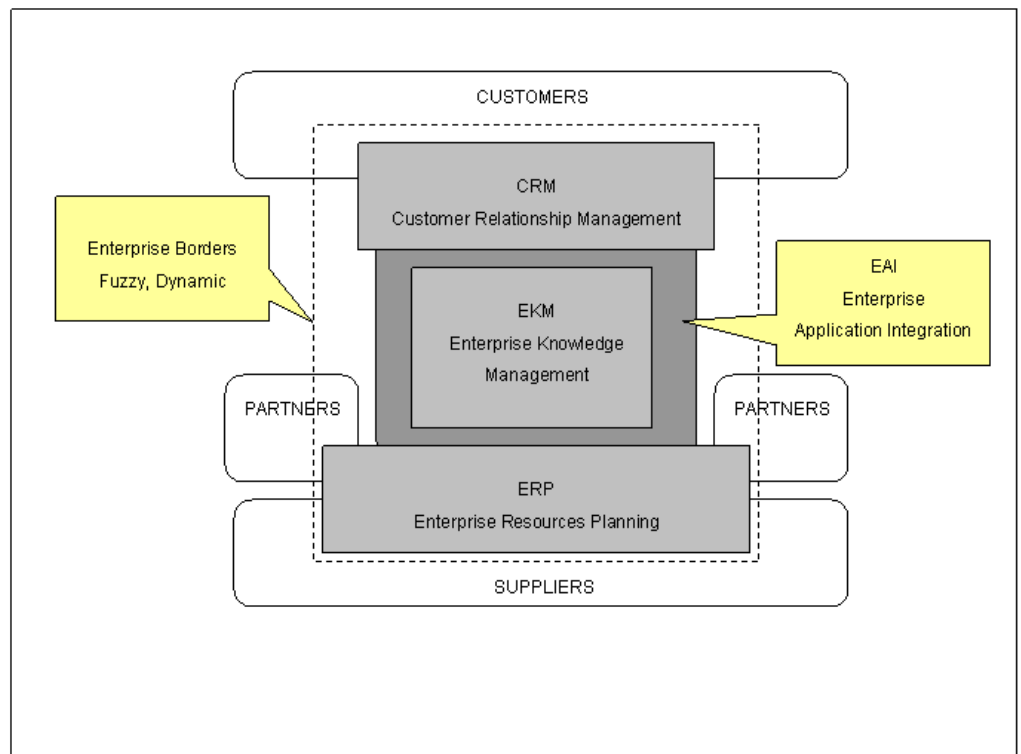 CUSTOMERS
CRM
Customer Relationship Management
Enterprise Borders
Fuzzy, Dynamic
EAI
Enterprise
Application Integration
EKM
Enterprise Knowledge
Management
PARTNERS
PARTNERS
ERP
Enterprise Resources Planning
SUPPLIERS